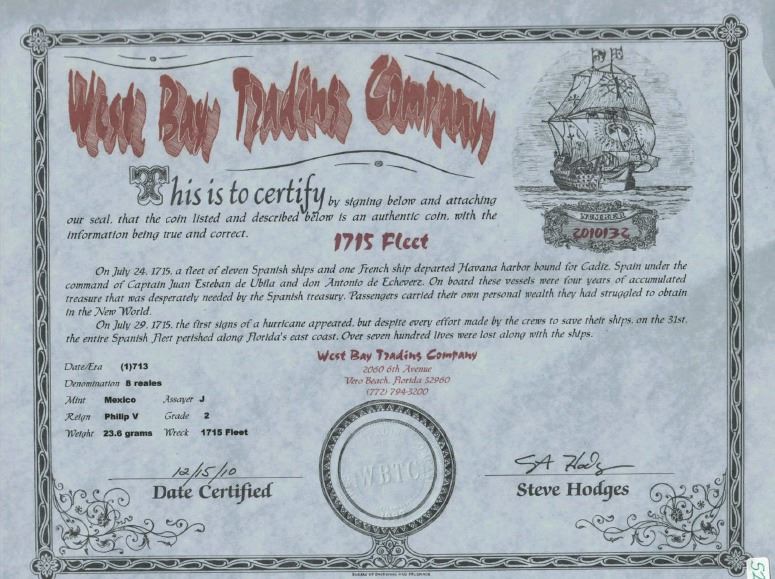 West Bay Trading Company
This is to certify by signing below and attaching
our seal, that the coin listed and described below is an authentic coin, with the
information being true and correct.
NUMBER
2010132
1715 Fleet
On July 24, 1715, a fleet of eleven Spanish ships and one French ship departed Havana harbor bound for Cadiz, Spain under the
command of Captain Juan Esteban de Ubilla and don Antonio de Echeverz. On board these vessels were four years of accumulated
treasure that was desperately needed by the Spanish treasury. Passengers carried their own personal wealth they had struggled to obtain
in the New World.
On July 29, 1715, the first signs of a hurricane appeared, but despite every effort made by the crews to save their ships, on the 31st,
the entire Spanish Fleet perished along Florida's east coast. Over seven hundred lives were lost along with the ships.
West Bay Trading Company
2060 6th Avenue
Vero Beach, Florida 32960
(772) 794-3200
Date/Era (1)713
Denomination 8 reales
Mint Mexico Assayer J
Reign Philip V Grade 2
Weight 23.6 grams Wreck 1715 Fleet
WBTC
12/15/10
Date Certified
SA Hodges
Steve Hodges
52